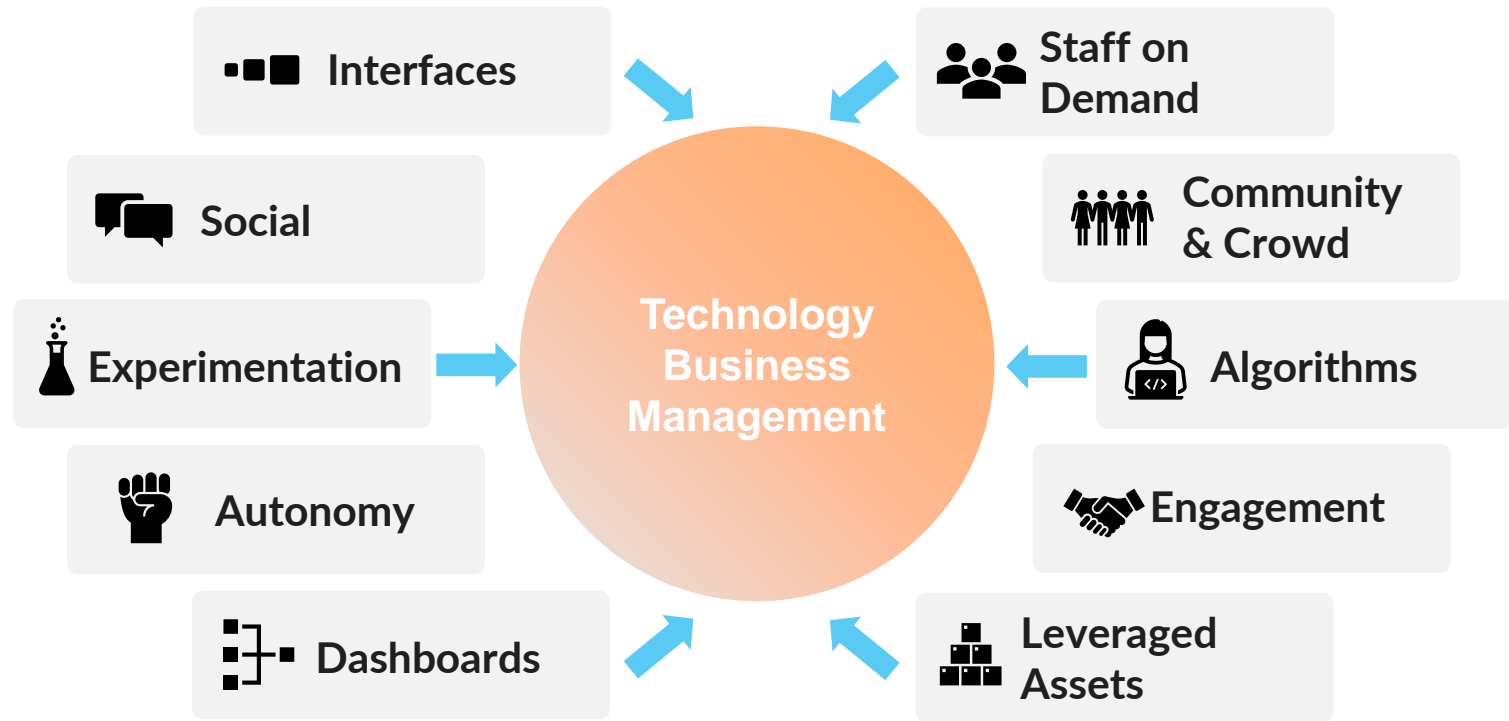 Interfaces
Social
Experimentation
Autonomy
Dashboards
Technology
Business
Management
Staff on
Demand
Community
& Crowd
</>
Algorithms
Engagement
Leveraged
Assets